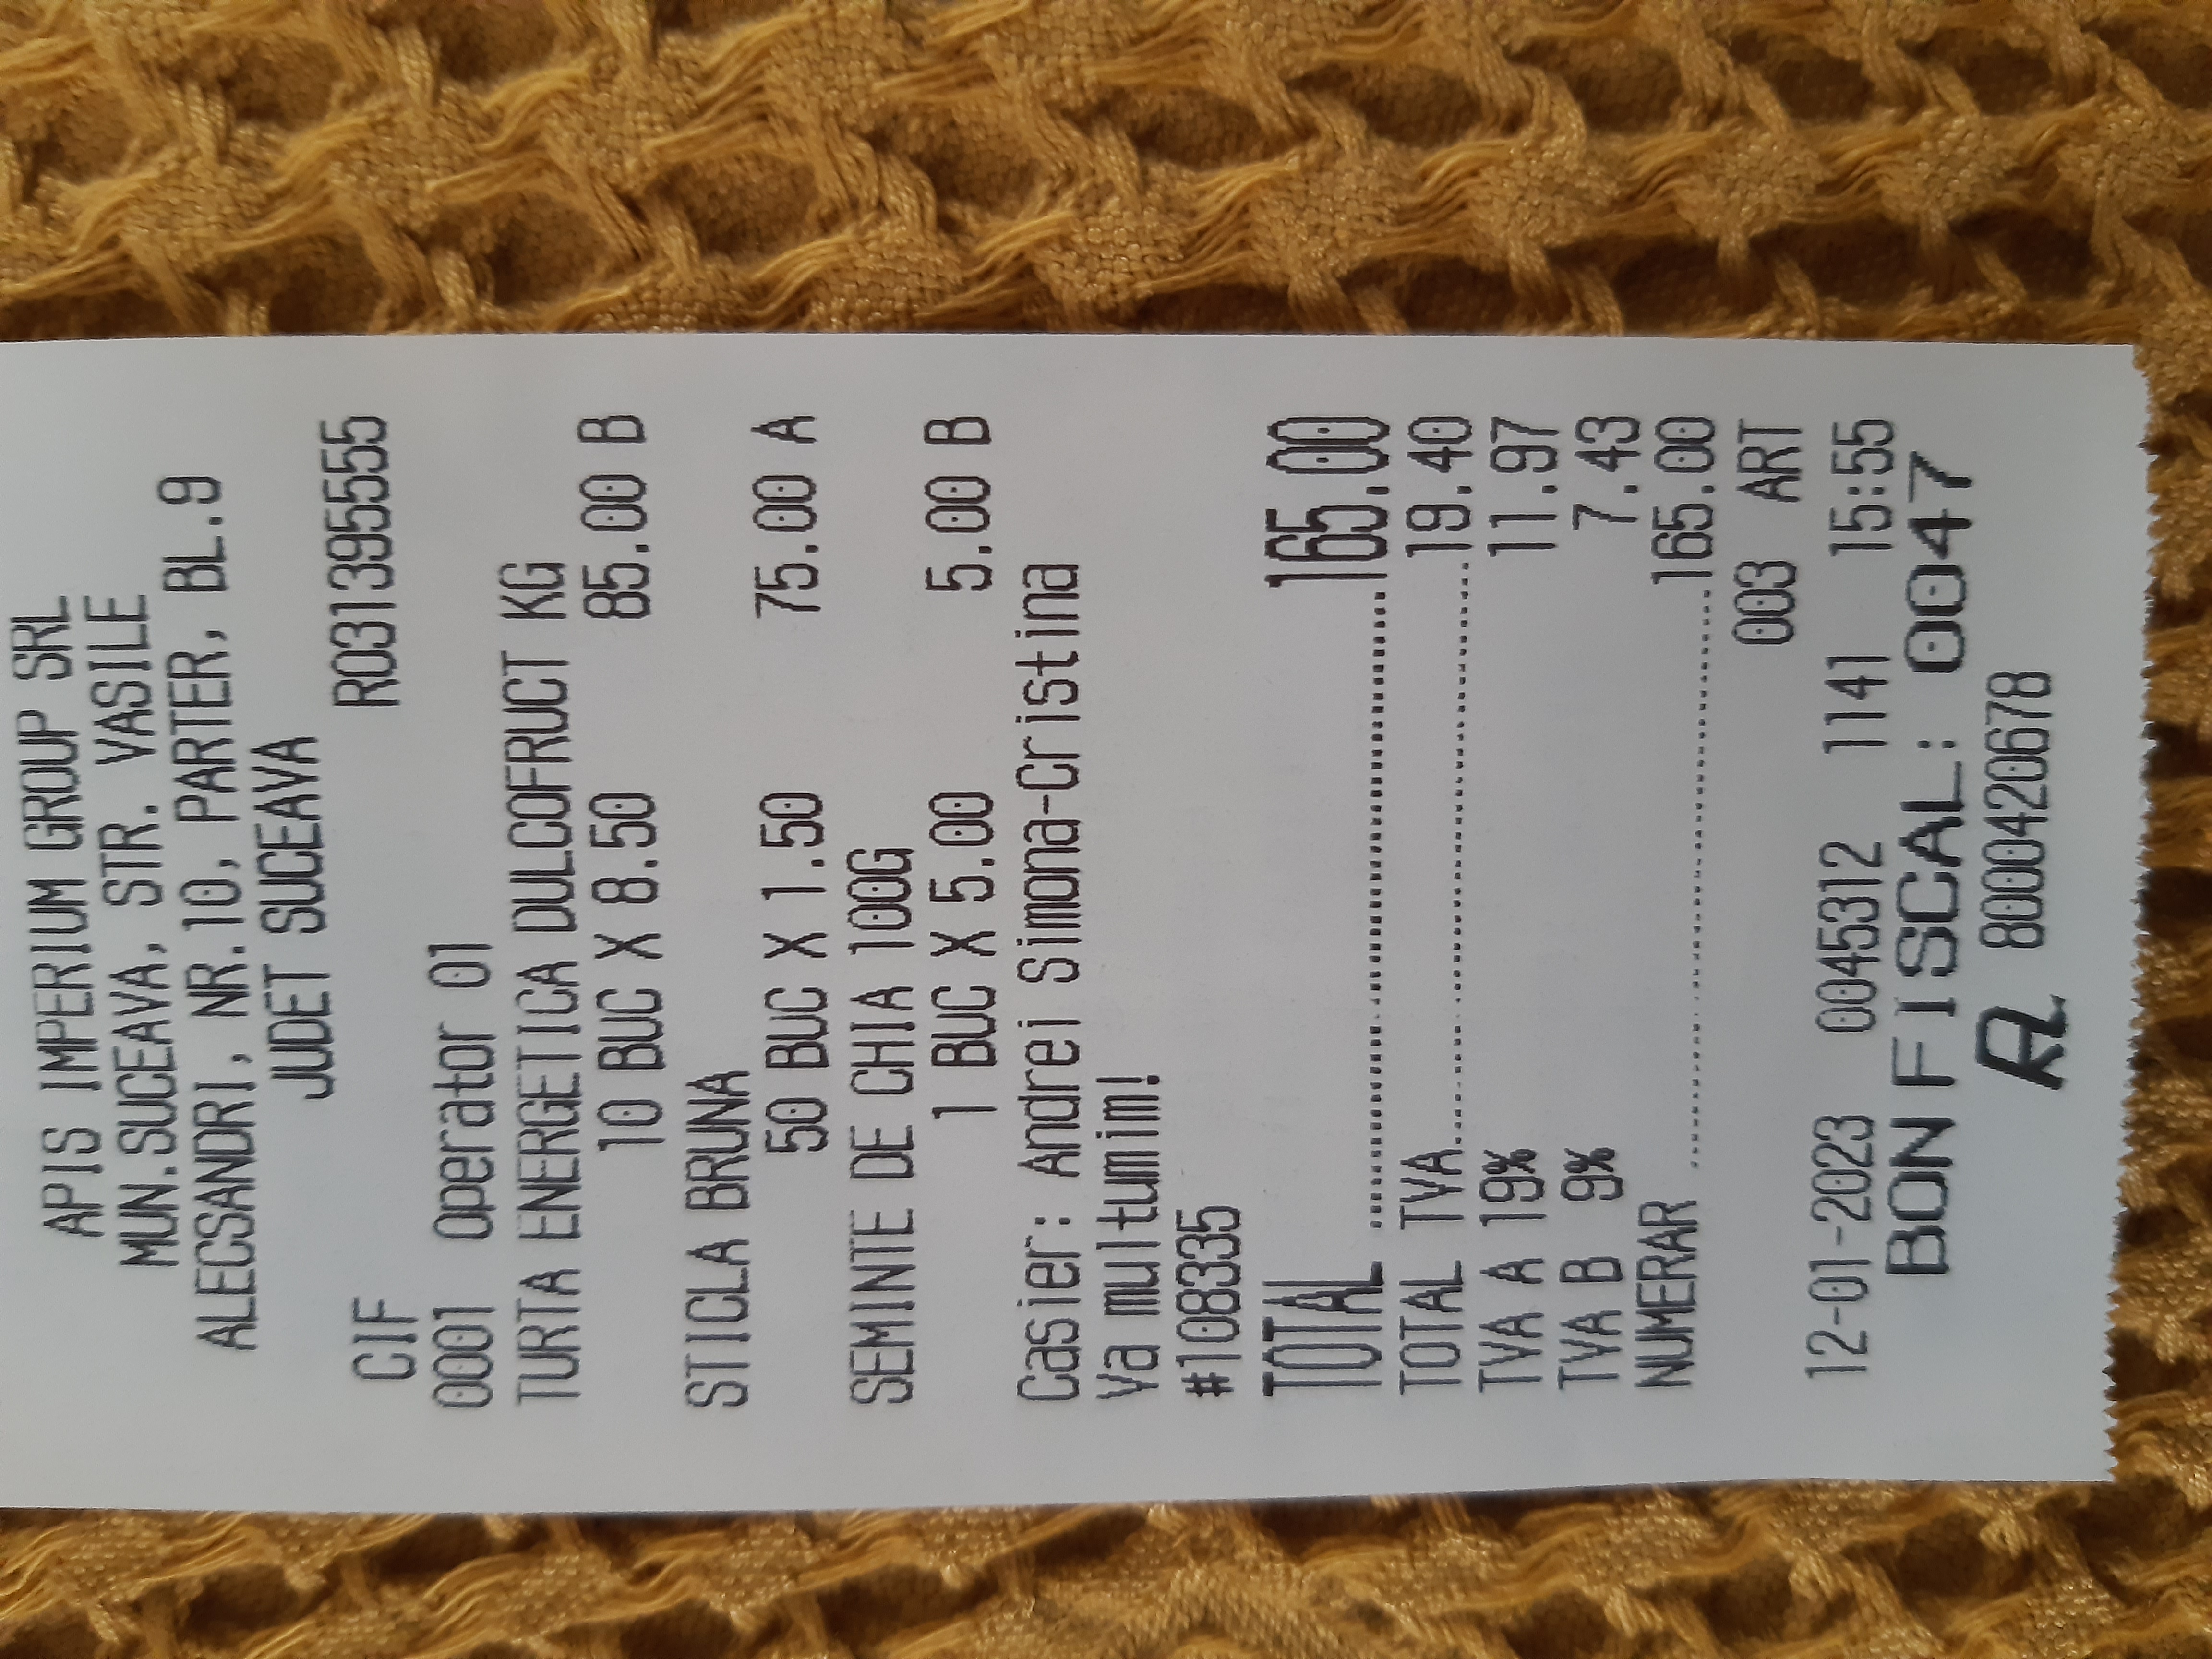 APIS IMPERIUM GROUP SRL
MUN.SUCEAVA, STR. VASILE
ALECSANDRI, NR.10, PARTER, BL.9
JUDET SUCEAVA
CIF RO31395555
0001 Operator 01
TURTA ENERGETICA DULCOFRUCT KG
10 BUC X 8.50 85.00 B
STICLA BRUNA
50 BUC X 1.50 75.00 A
SEMINTE DE CHIA 100G
1 BUC X 5.00 5.00 B
Casier: Andrei Simona-Cristina
Va multumim!
#108335
TOTAL 165.00
TOTAL TVA 19.40
TVA A 19% 11.97
TVA B 9% 7.43
NUMERAR 165.00
003 ART
12-01-2023 0045312 1141 15:55
BON FISCAL: 0047
8000420678